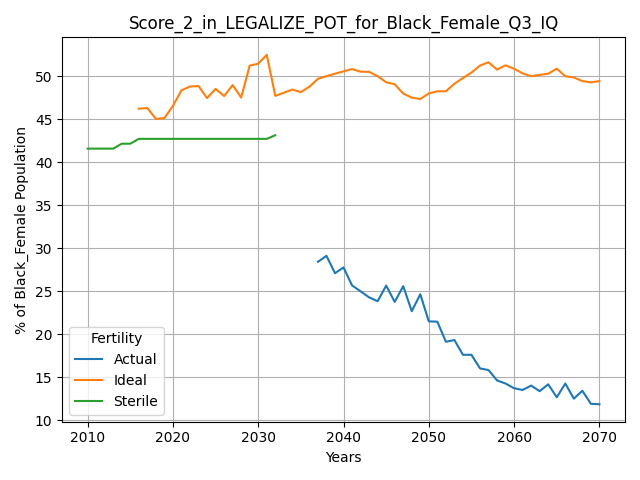 Score_2_in_LEGALIZE_POT_for_Black_Female_Q3_IQ
% of Black_Female Population
50
45
40
35
30
25
20
15
10
Fertility
Actual
Ideal
Sterile
2010 2020 2030 2040 2050 2060 2070
Years